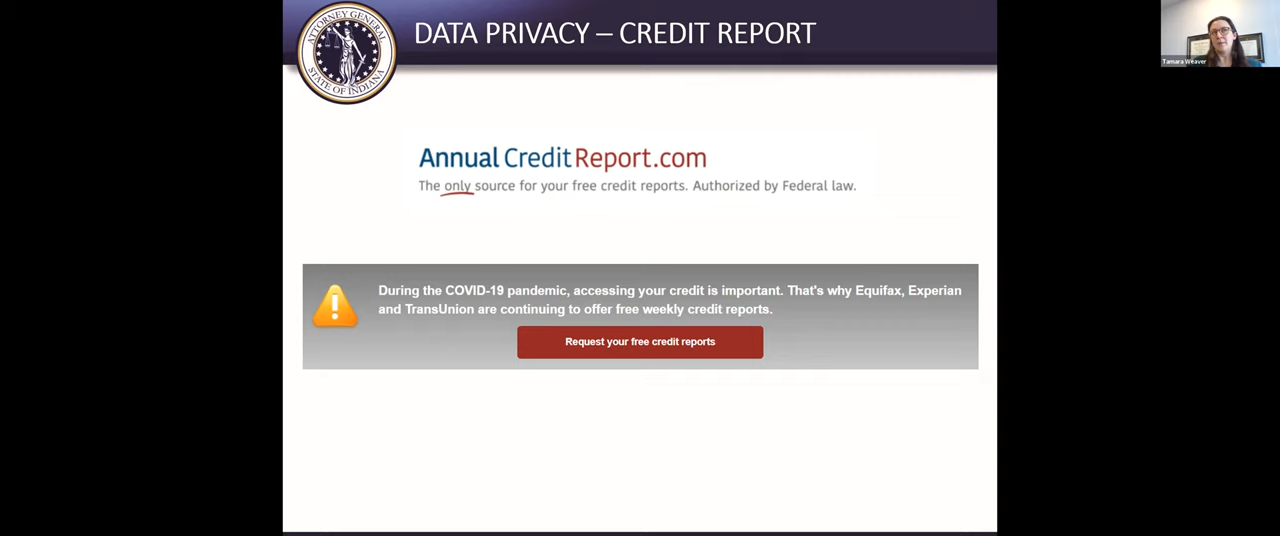 ATTORNEY GENERAL
STATE OF INDIANA
DATA PRIVACY – CREDIT REPORT
Tamara Weaver
AnnualCreditReport.com
The only source for your free credit reports. Authorized by Federal law.
During the COVID-19 pandemic, accessing your credit is important. That's why Equifax, Experian
and TransUnion are continuing to offer free weekly credit reports.
Request your free credit reports